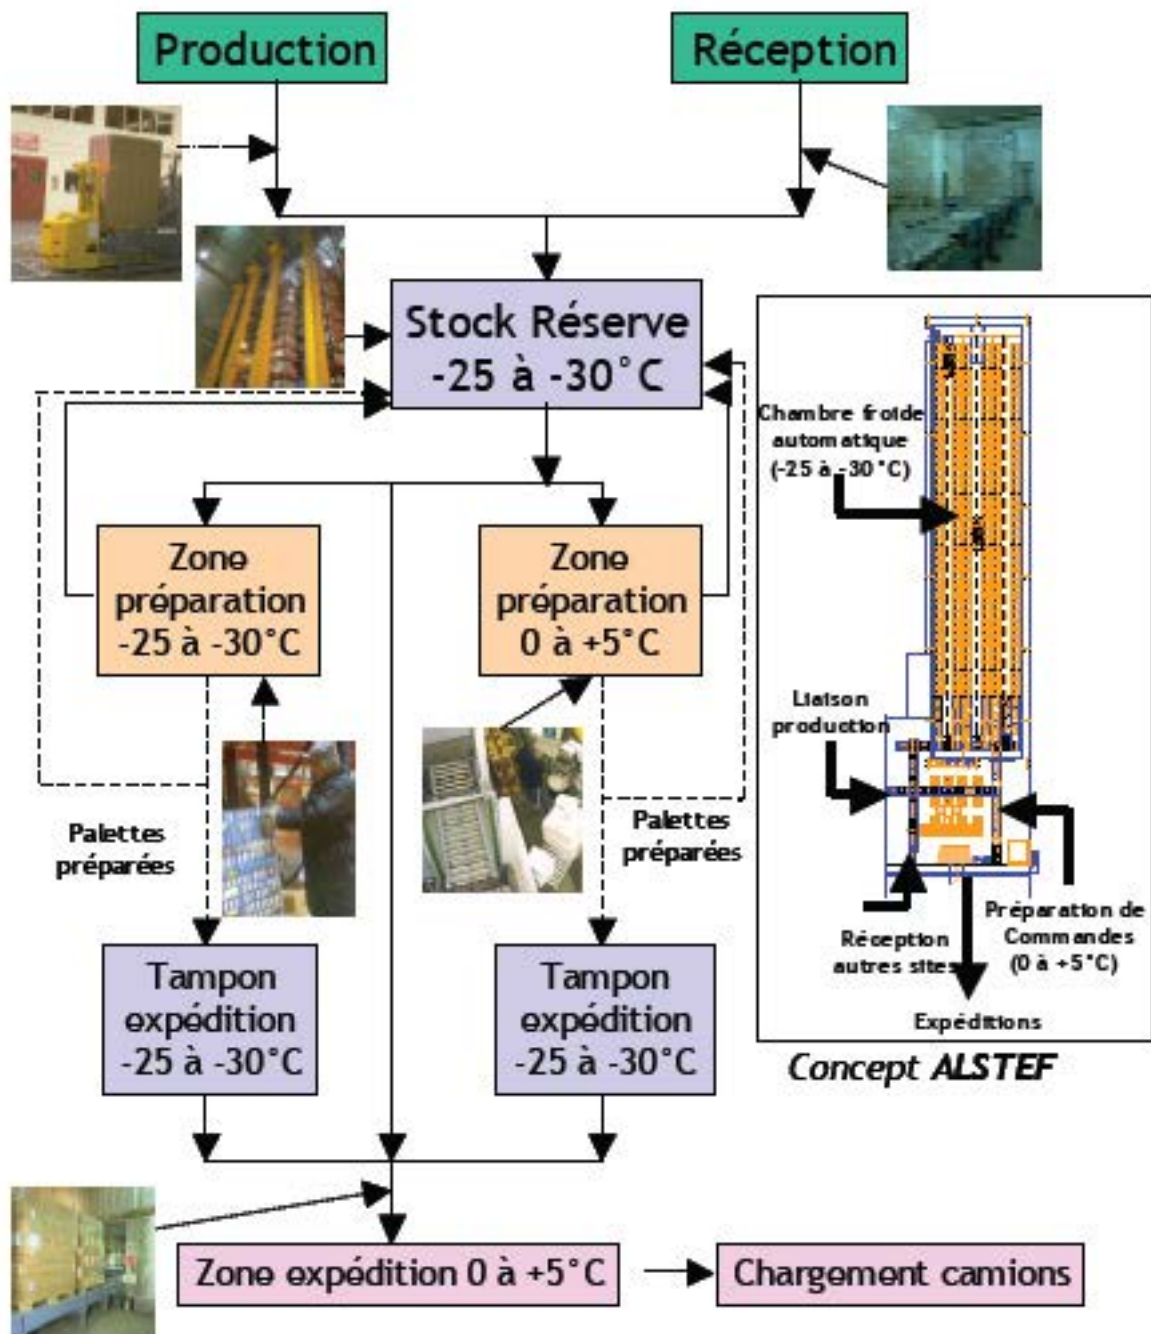 Production
Réception
Stock Réserve
-25 à -30°C
Zone
préparation
-25 à -30°C
Zone
préparation
0 à +5°C
Palettes
préparées
Palettes
préparées
Tampon
expédition
-25 à -30°C
Tampon
expédition
-25 à -30°C
Zone expédition 0 à +5°C
Chargement camions
Chambre froide
automatique
(-25 à -30°C)
Liaison
production
Réception
autres sites
Préparation de
Commandes
(0 à +5°C)
Expéditions
Concept ALSTEF